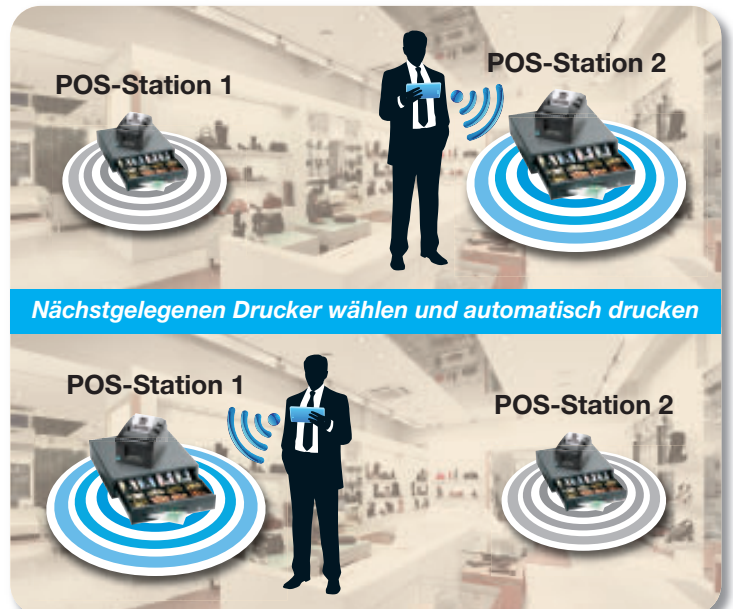 POS-Station 1
POS-Station 2
Nächstgelegenen Drucker wählen und automatisch drucken
POS-Station 1
POS-Station 2